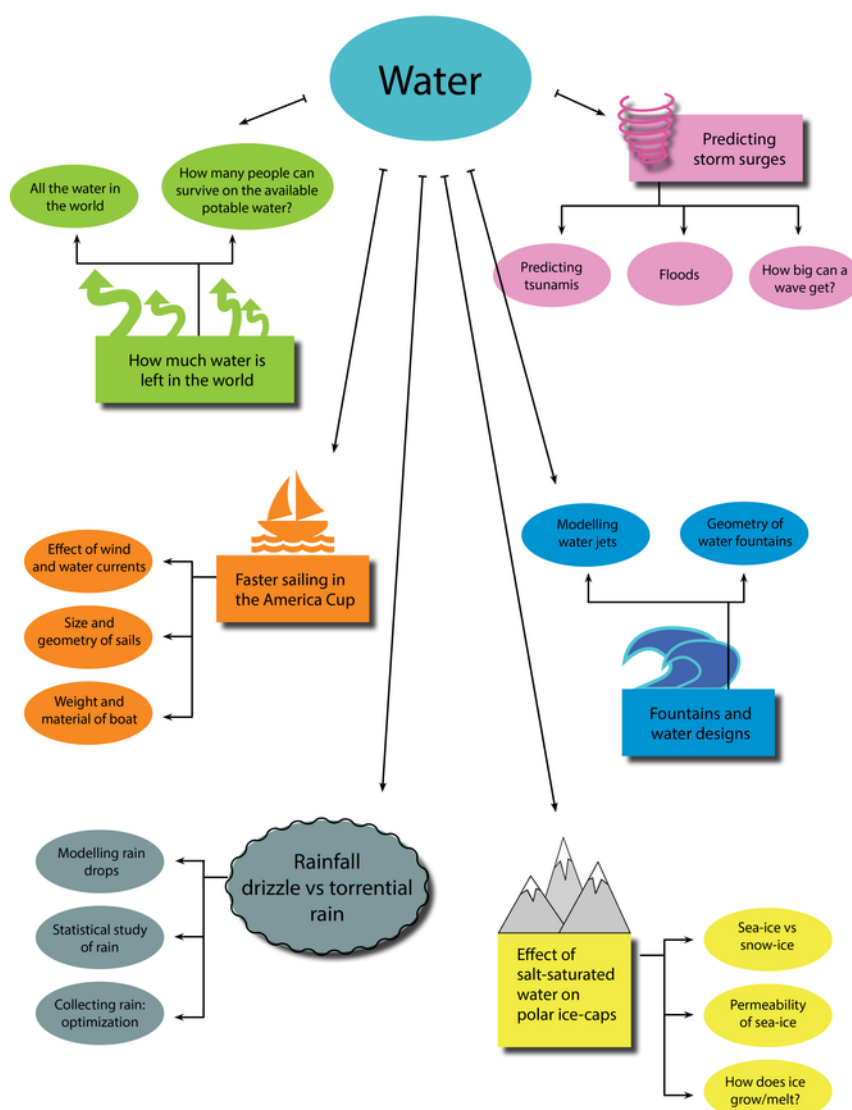 Water
Predicting
storm surges
All the water in
the world
How many people can
survive on the available
potable water?
Predicting
tsunamis
Floods
How big can a
wave get?
How much water is
left in the world
Effect of wind
and water currents
Faster sailing in
the America Cup
Size and
geometry of sails
Weight and
material of boat
Modelling
water jets
Geometry of
water fountains
Fountains and
water designs
Modelling rain
drops
Rainfall
drizzle vs torrential
rain
Statistical study
of rain
Collecting rain:
optimization
Effect of
salt-saturated
water on
polar ice-caps
Sea-ice vs
snow-ice
Permeability
of sea-ice
How does ice
grow/melt?